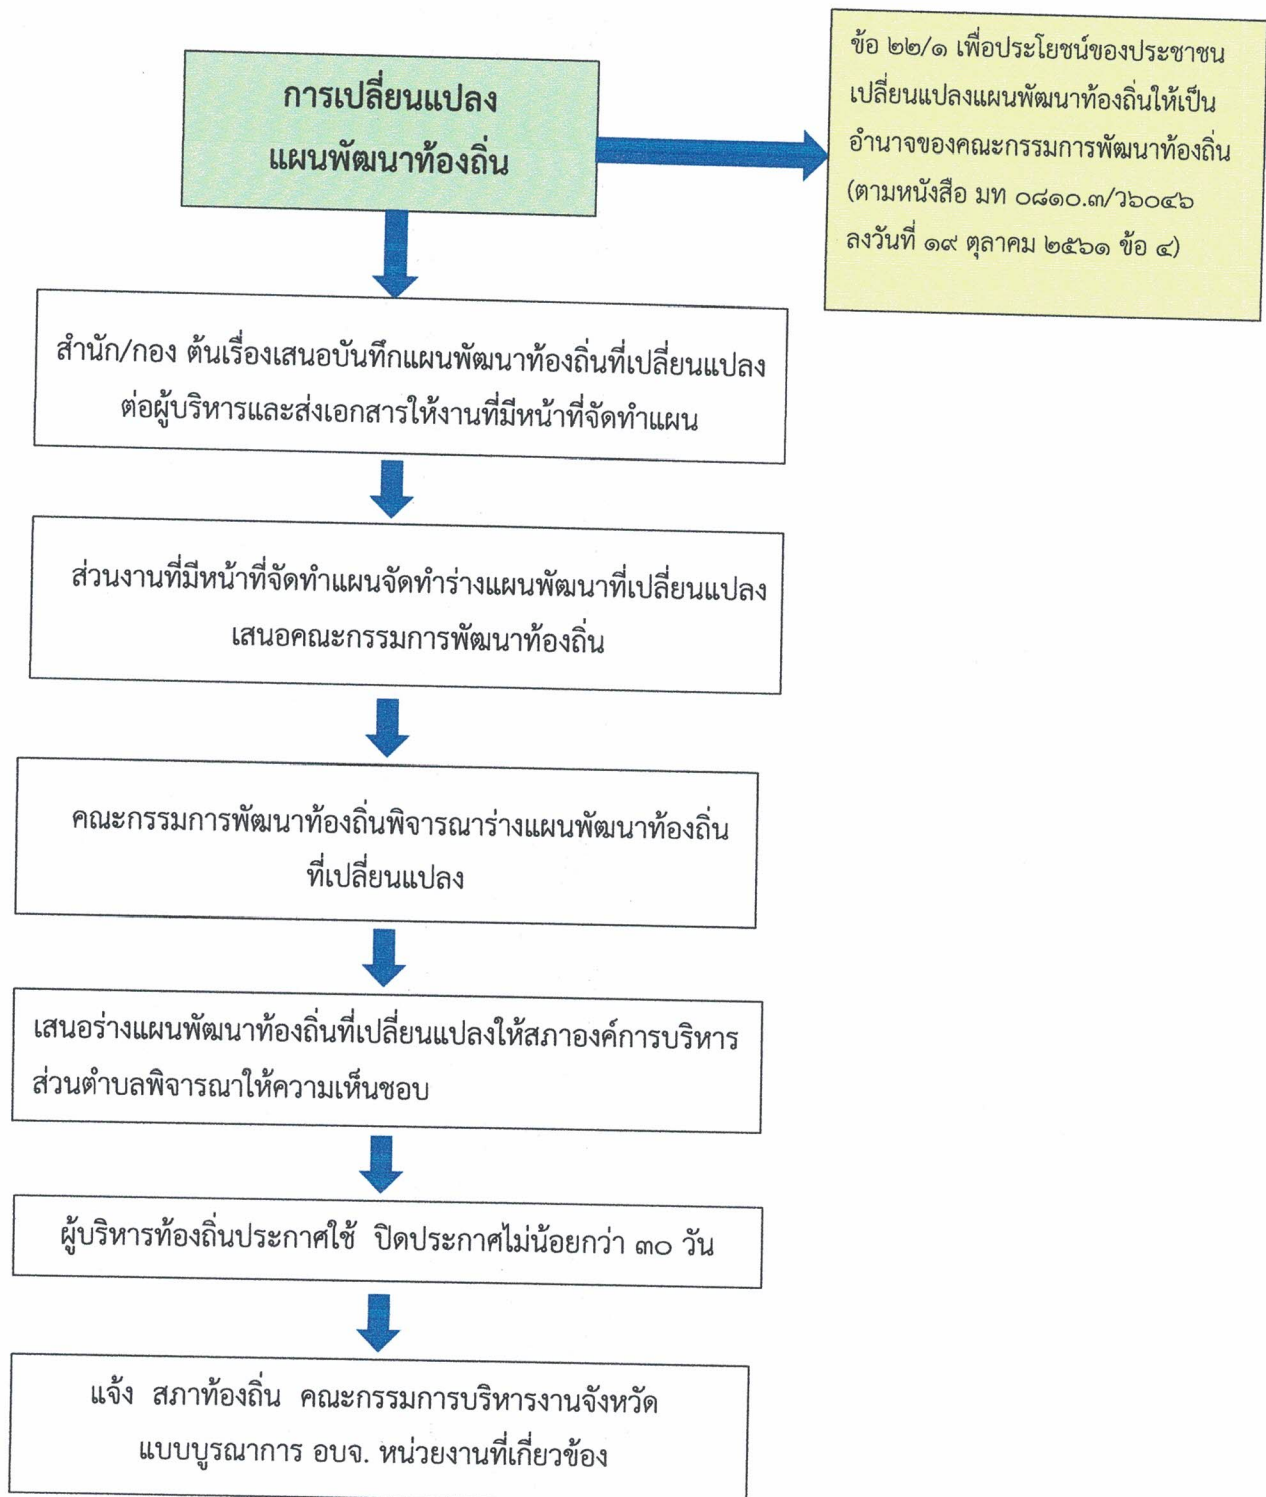 การเปลี่ยนแปลง
แผนพัฒนาท้องถิ่น
ข้อ ๒๒/๑ เพื่อประโยชน์ของประชาชน
เปลี่ยนแปลงแผนพัฒนาท้องถิ่นให้เป็น
อำนาจของคณะกรรมการพัฒนาท้องถิ่น
(ตามหนังสือ มท ๐๘๑๐.๓/ว๖๐๔๖
ลงวันที่ ๑๙ ตุลาคม ๒๕๖๑ ข้อ ๔)
สำนัก/กอง ต้นเรื่องเสนอบันทึกแผนพัฒนาท้องถิ่นที่เปลี่ยนแปลง
ต่อผู้บริหารและส่งเอกสารให้งานที่มีหน้าที่จัดทำแผน
ส่วนงานที่มีหน้าที่จัดทำแผนจัดทำร่างแผนพัฒนาที่เปลี่ยนแปลง
เสนอคณะกรรมการพัฒนาท้องถิ่น
คณะกรรมการพัฒนาท้องถิ่นพิจารณาร่างแผนพัฒนาท้องถิ่น
ที่เปลี่ยนแปลง
เสนอร่างแผนพัฒนาท้องถิ่นที่เปลี่ยนแปลงให้สภาองค์การบริหาร
ส่วนตำบลพิจารณาให้ความเห็นชอบ
ผู้บริหารท้องถิ่นประกาศใช้ ปิดประกาศไม่น้อยกว่า ๓๐ วัน
แจ้ง สภาท้องถิ่น คณะกรรมการบริหารงานจังหวัด
แบบบูรณาการ อบจ. หน่วยงานที่เกี่ยวข้อง